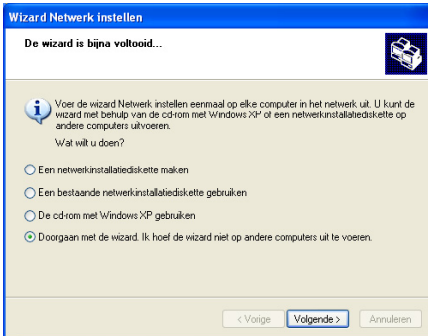 Wizard Netwerk instellen
De wizard is bijna voltooid...
Voer de wizard Netwerk instellen eenmaal op elke computer in het netwerk uit. U kunt de
wizard met behulp van de cd-rom met Windows XP of een netwerkinstallatiediskette op
andere computers uitvoeren.
Wat wilt u doen?
Een netwerkinstallatiediskette maken
Een bestaande netwerkinstallatiediskette gebruiken
De cd-rom met Windows XP gebruiken
Doorgaan met de wizard. Ik hoef de wizard niet op andere computers uit te voeren.
< Vorige Volgende > Annuleren